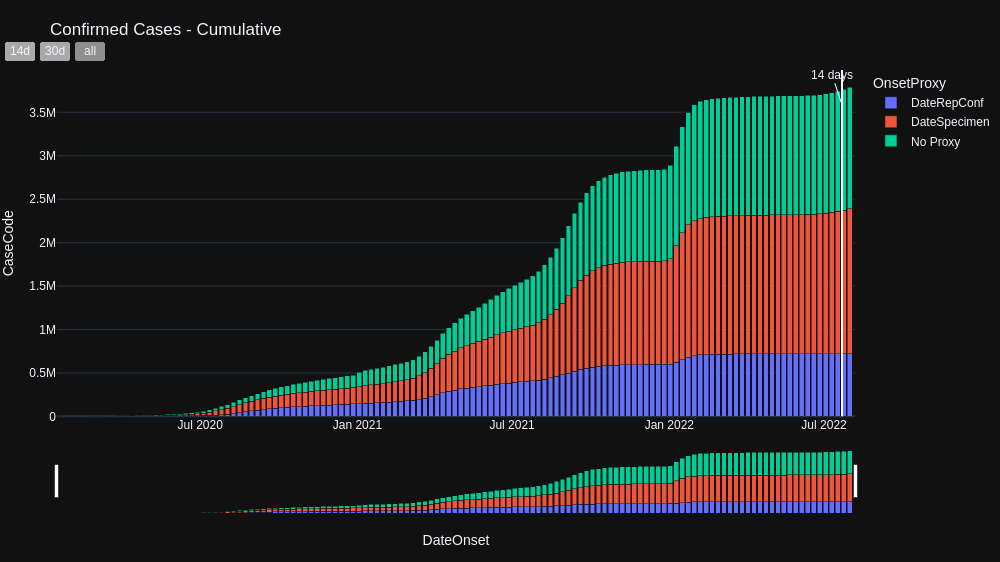 Confirmed Cases - Cumulative
14d 30d all
14 days
OnsetProxy
DateRepConf
DateSpecimen
No Proxy
CaseCode
3.5M
3M
2.5M
2M
1.5M
1M
0.5M
0
Jul 2020 Jan 2021 Jul 2021 Jan 2022 Jul 2022
DateOnset